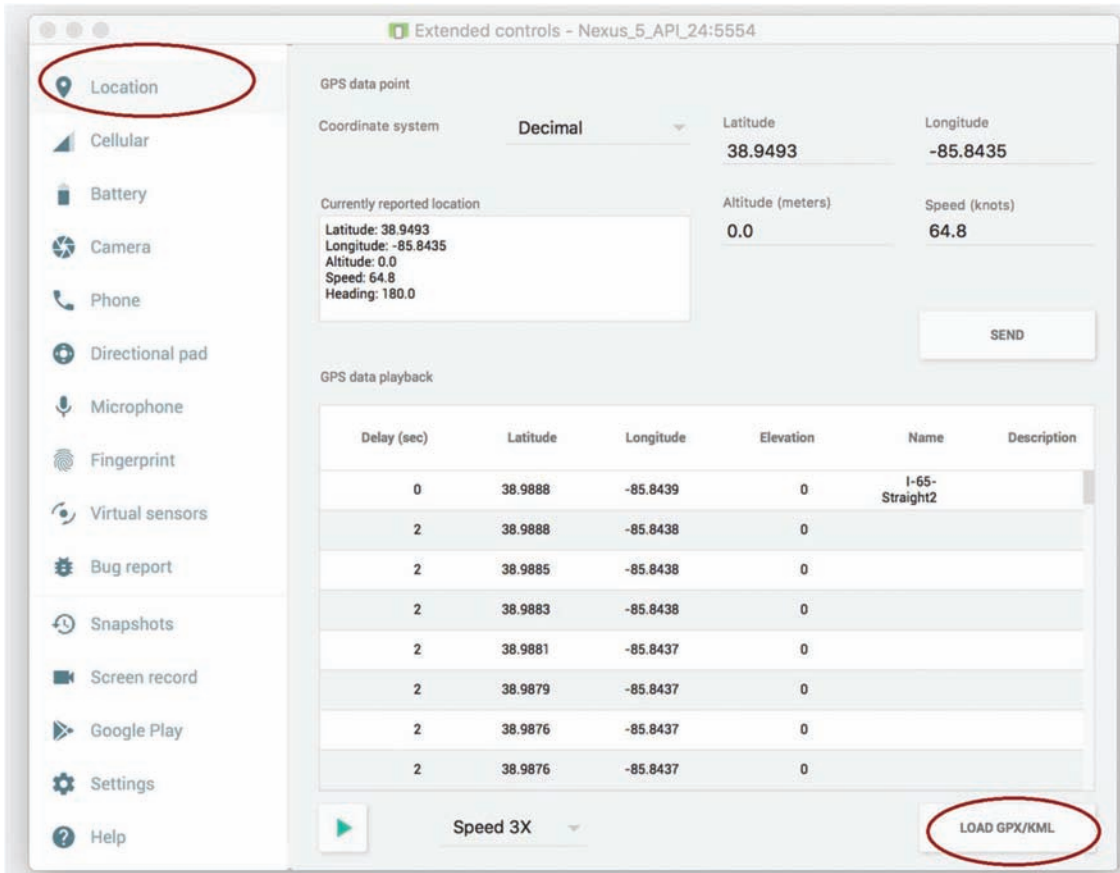 Extended controls - Nexus_5_API_24:5554
Location
Cellular
Battery
Camera
Phone
Directional pad
Microphone
Fingerprint
Virtual sensors
Bug report
Snapshots
Screen record
Google Play
Settings
Help
GPS data point
Coordinate system
Decimal
Latitude
38.9493
Longitude
-85.8435
Currently reported location
Latitude: 38.9493
Longitude: -85.8435
Altitude: 0.0
Speed: 64.8
Heading: 180.0
Altitude (meters)
0.0
Speed (knots)
64.8
SEND
GPS data playback
Delay (sec) Latitude Longitude Elevation Name Description
0 38.9888 -85.8439 0 I-65-
Straight2
2 38.9888 -85.8438 0
2 38.9885 -85.8438 0
2 38.9883 -85.8438 0
2 38.9881 -85.8437 0
2 38.9879 -85.8437 0
2 38.9876 -85.8437 0
2 38.9876 -85.8437 0
Speed 3X
LOAD GPX/KML